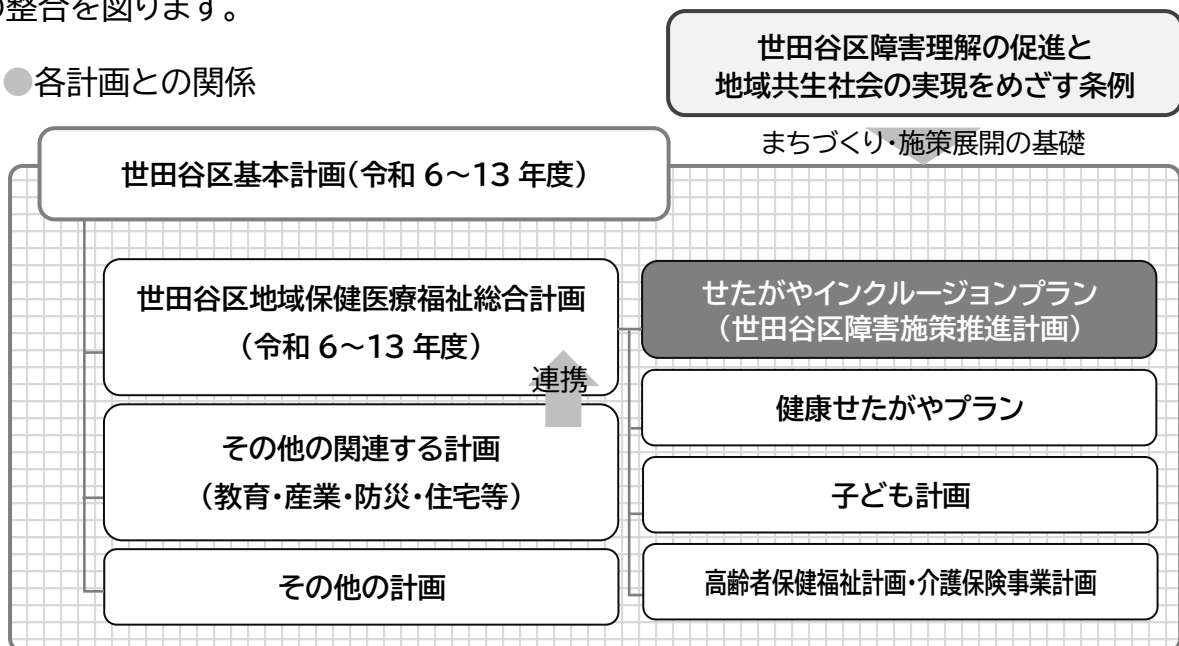 の整合を図ります。
●各計画との関係
世田谷区障害理解の促進と
地域共生社会の実現をめざす条例
まちづくり・施策展開の基礎
世田谷区基本計画(令和 6～13 年度)
世田谷区地域保健医療福祉総合計画
(令和 6～13 年度)
連携
その他の関連する計画
(教育・産業・防災・住宅等)
その他の計画
せたがやインクルージョンプラン
(世田谷区障害施策推進計画)
健康せたがやプラン
子ども計画
高齢者保健福祉計画・介護保険事業計画